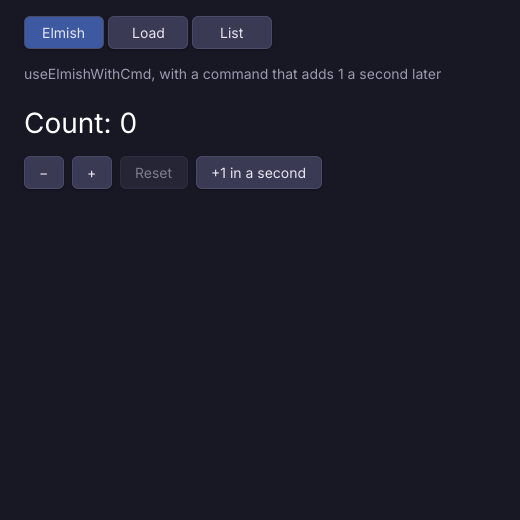 Elmish Load List
useElmishWithCmd, with a command that adds 1 a second later
Count: 0
− + Reset +1 in a second